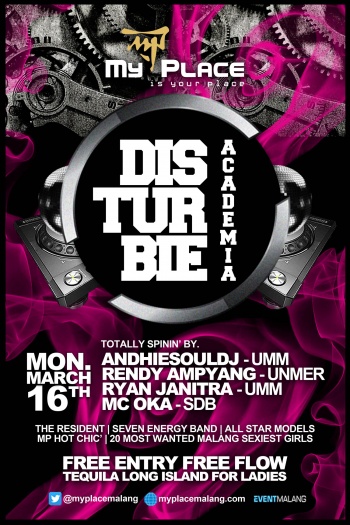 MP
My Place
is your place
DIS
TUR
BIE
ACADEMIA
TOTALLY SPININ' BY.
MON.
MARCH
16TH
ANDHIESOULDJ - UMM
RENDY AMPYANG - UNMER
RYAN JANITRA - UMM
MC OKA - SDB
THE RESIDENT | SEVEN ENERGY BAND | ALL STAR MODELS
MP HOT CHIC' | 20 MOST WANTED MALANG SEXIEST GIRLS
FREE ENTRY FREE FLOW
TEQUILA LONG ISLAND FOR LADIES
@myplacemalang myplacemalang.com EVENTMALANG